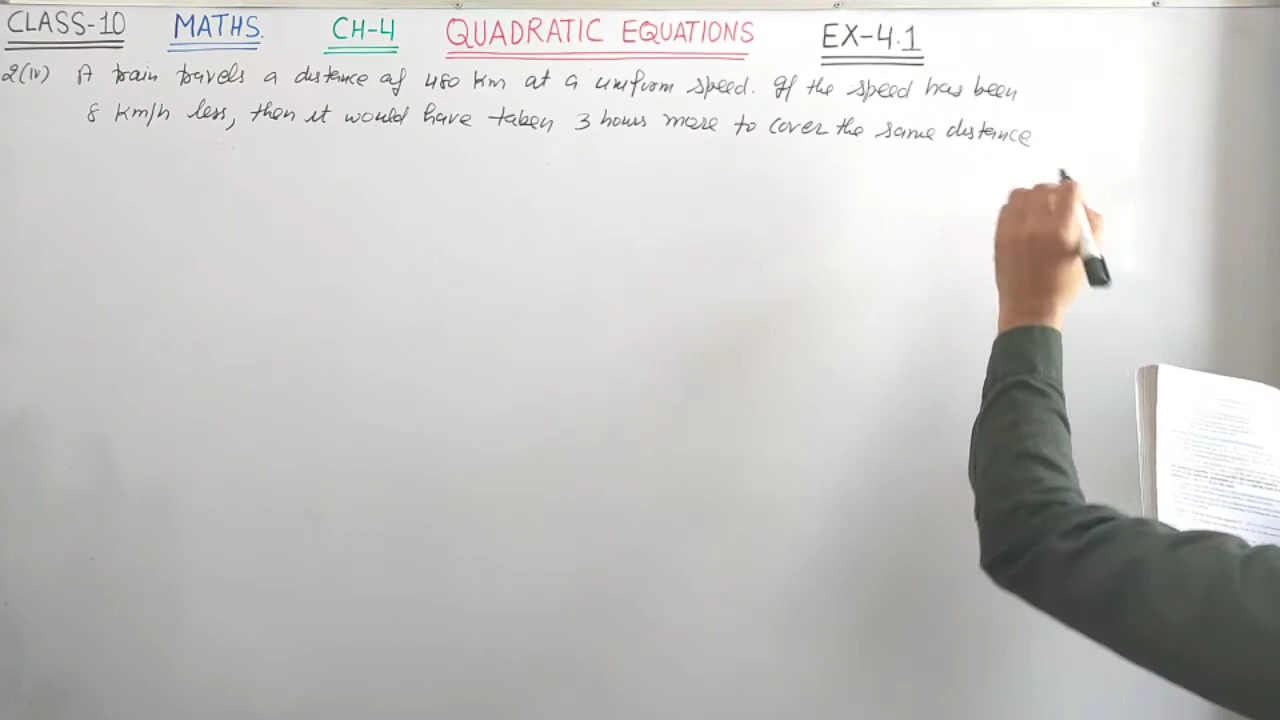 CLASS-10 MATHS. CH-4 QUADRATIC EQUATIONS EX-4.1
2(iv) A train travels a distance of 480 km at a uniform speed. If the speed has been
8 km/h less, then it would have taken 3 hours more to cover the same distance